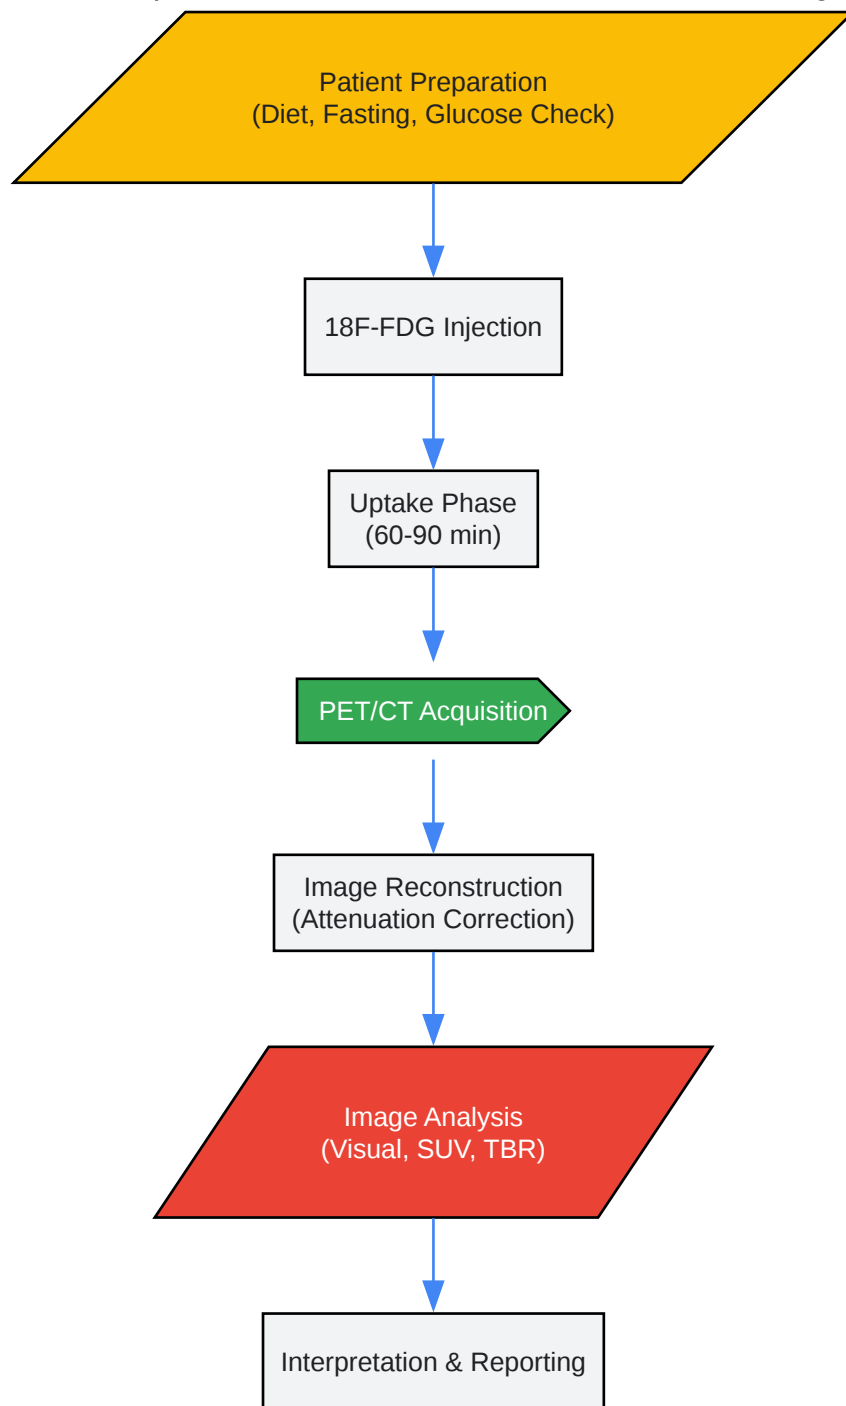 Patient Preparation
(Diet, Fasting, Glucose Check)
18F-FDG Injection
Uptake Phase
(60-90 min)
PET/CT Acquisition
Image Reconstruction
(Attenuation Correction)
Image Analysis
(Visual, SUV, TBR)
Interpretation & Reporting